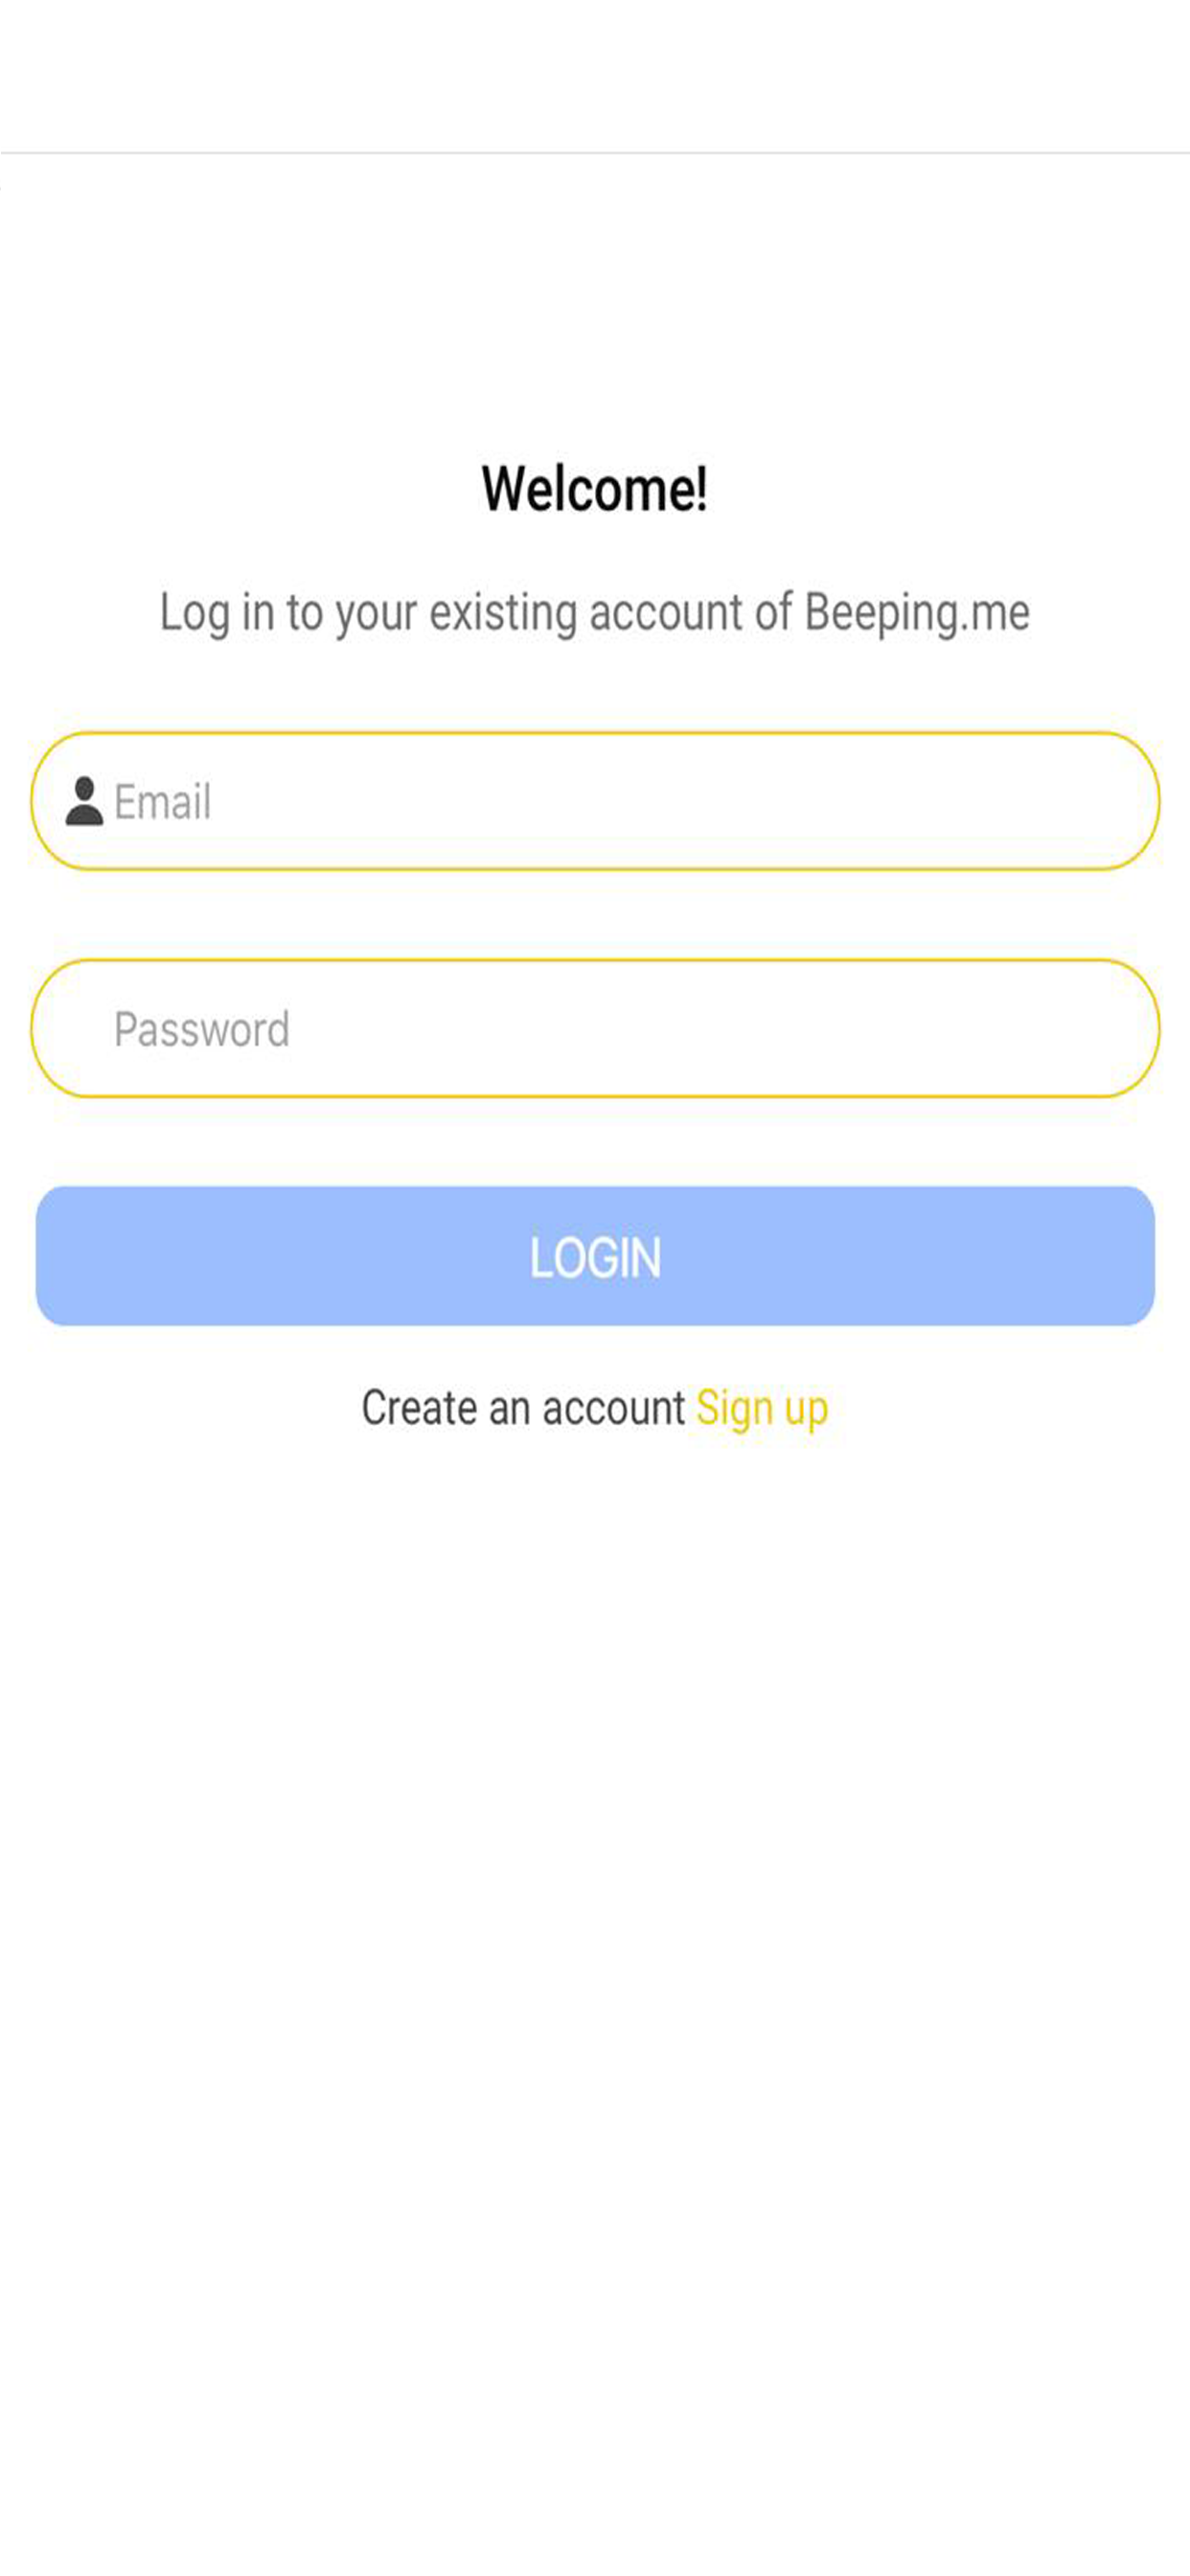 Welcome!
Log in to your existing account of Beeping.me
Email
Password
LOGIN
Create an account Sign up